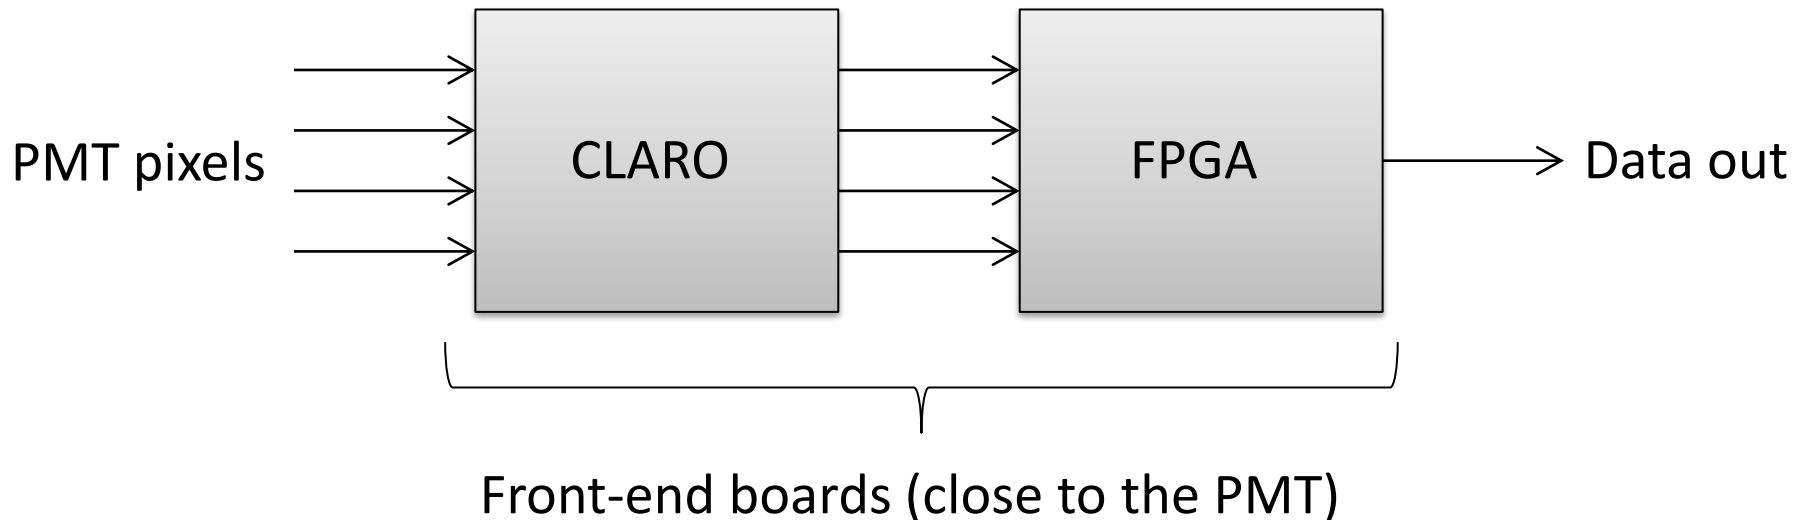 PMT pixels
CLARO
FPGA
Data out
Front-end boards (close to the PMT)